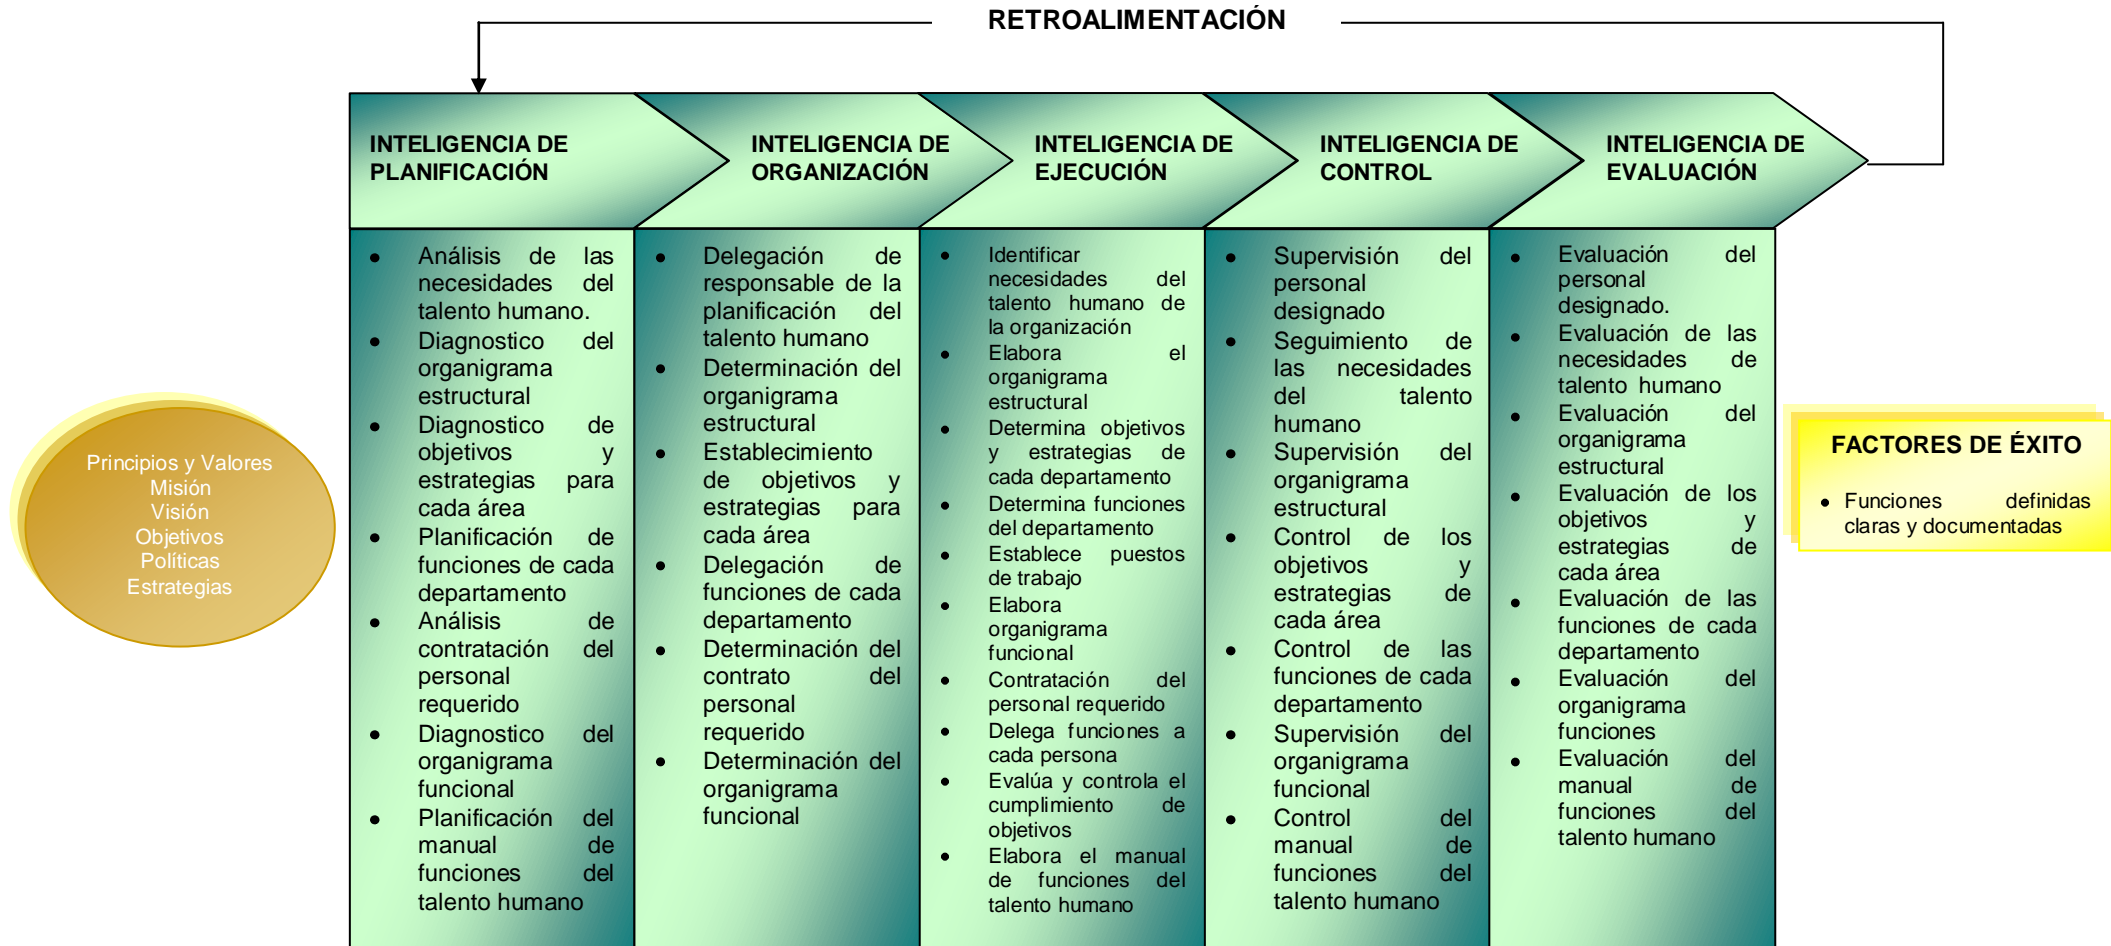 RETROALIMENTACIÓN
INTELIGENCIA DE
PLANIFICACIÓN
INTELIGENCIA DE
ORGANIZACIÓN
INTELIGENCIA DE
EJECUCIÓN
INTELIGENCIA DE
CONTROL
INTELIGENCIA DE
EVALUACIÓN
Principios y Valores
Misión
Visión
Objetivos
Políticas
Estrategias
• Análisis de las
necesidades del
talento humano.
• Diagnostico del
organigrama
estructural
• Diagnostico de
objetivos y
estrategias para
cada área
• Planificación de
funciones de cada
departamento
• Análisis de
contratación del
personal
requerido
• Diagnostico del
organigrama
funcional
• Planificación del
manual de
funciones del
talento humano
• Delegación de
responsable de la
planificación del
talento humano
• Determinación del
organigrama
estructural
• Establecimiento
de objetivos y
estrategias para
cada área
• Delegación de
funciones de cada
departamento
• Determinación del
contrato del
personal
requerido
• Determinación del
organigrama
funcional
• Identificar
necesidades del
talento humano de
la organización
• Elabora el
organigrama
estructural
• Determina objetivos
y estrategias de
cada departamento
• Determina funciones
del departamento
• Establece puestos
de trabajo
• Elabora
organigrama
funcional
• Contratación del
personal requerido
• Delega funciones a
cada persona
• Evalúa y controla el
cumplimiento de
objetivos
• Elabora el manual
de funciones del
talento humano
• Supervisión del
personal
designado
• Seguimiento de
las necesidades
del talento
humano
• Supervisión del
organigrama
estructural
• Control de los
objetivos y
estrategias de
cada área
• Control de las
funciones de cada
departamento
• Supervisión del
organigrama
funcional
• Control del
manual de
funciones del
talento humano
• Evaluación del
personal
designado.
• Evaluación de las
necesidades de
talento humano
• Evaluación del
organigrama
estructural
• Evaluación de los
objetivos y
estrategias de
cada área
• Evaluación de las
funciones de cada
departamento
• Evaluación del
organigrama
funciones
• Evaluación del
manual de
funciones del
talento humano
FACTORES DE ÉXITO
• Funciones definidas
claras y documentadas